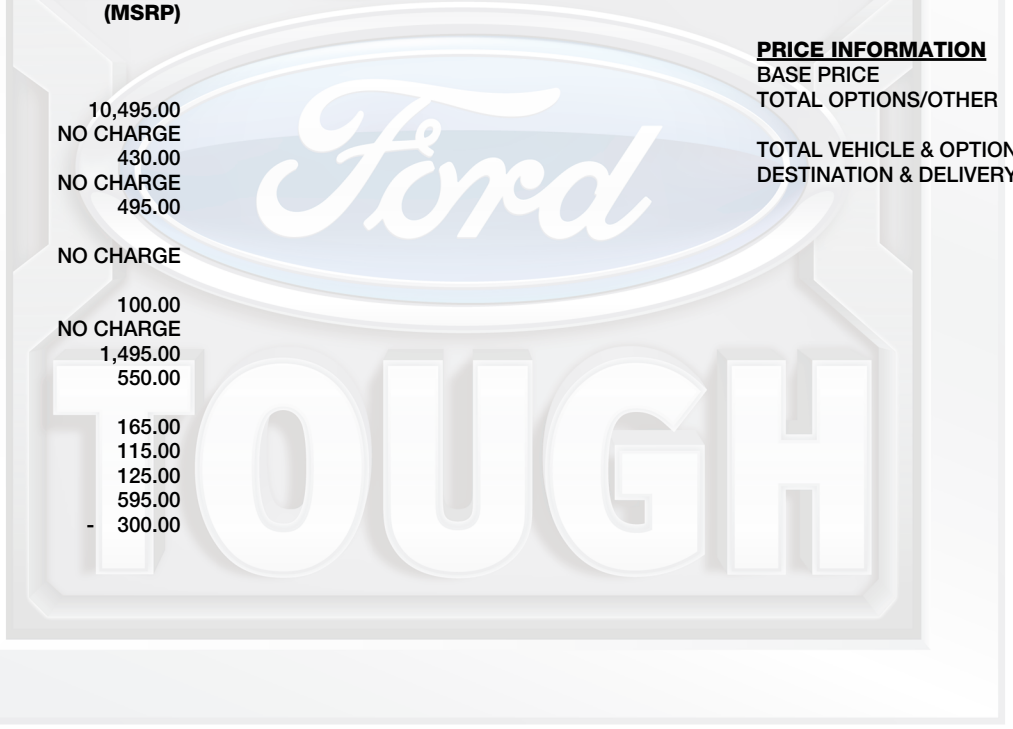 (MSRP)
10,495.00
NO CHARGE
430.00
NO CHARGE
495.00
NO CHARGE
100.00
NO CHARGE
1,495.00
550.00
165.00
115.00
125.00
595.00
- 300.00
PRICE INFORMATION
BASE PRICE
TOTAL OPTIONS/OTHER
TOTAL VEHICLE & OPTION
DESTINATION & DELIVERY
Ford
TOUGH